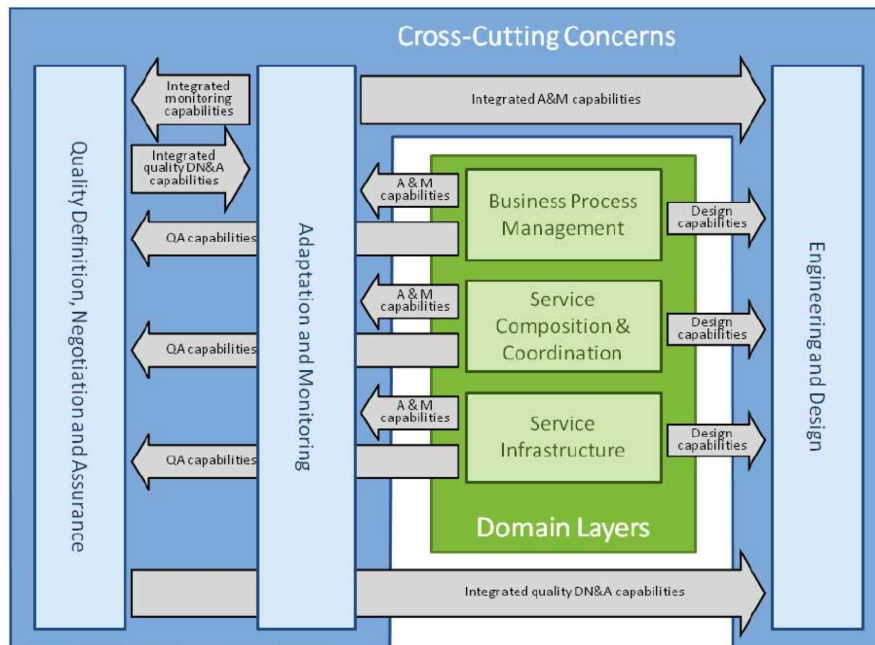 Cross-Cutting Concerns
Integrated
monitoring
capabilities
Integrated A&M capabilities
Integrated
quality DN&A
capabilities
A & M
capabilities
Business Process
Management
Design
capabilities
QA capabilities
A & M
capabilities
Service
Composition &
Coordination
Design
capabilities
QA capabilities
A & M
capabilities
Service
Infrastructure
Design
capabilities
QA capabilities
Domain Layers
Integrated quality DN&A capabilities
Quality Definition, Negotiation and Assurance
Adaptation and Monitoring
Engineering and Design